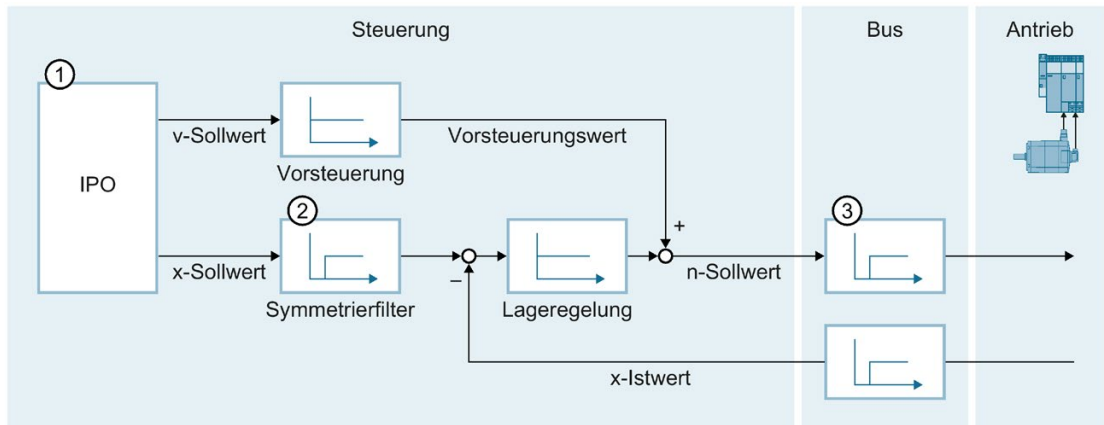 Steuerung
Bus
Antrieb
1
IPO
v-Sollwert
Vorsteuerung
Vorsteuerungswert
x-Sollwert
2
Symmetrierfilter
–
Lageregelung
+
n-Sollwert
3
x-Istwert